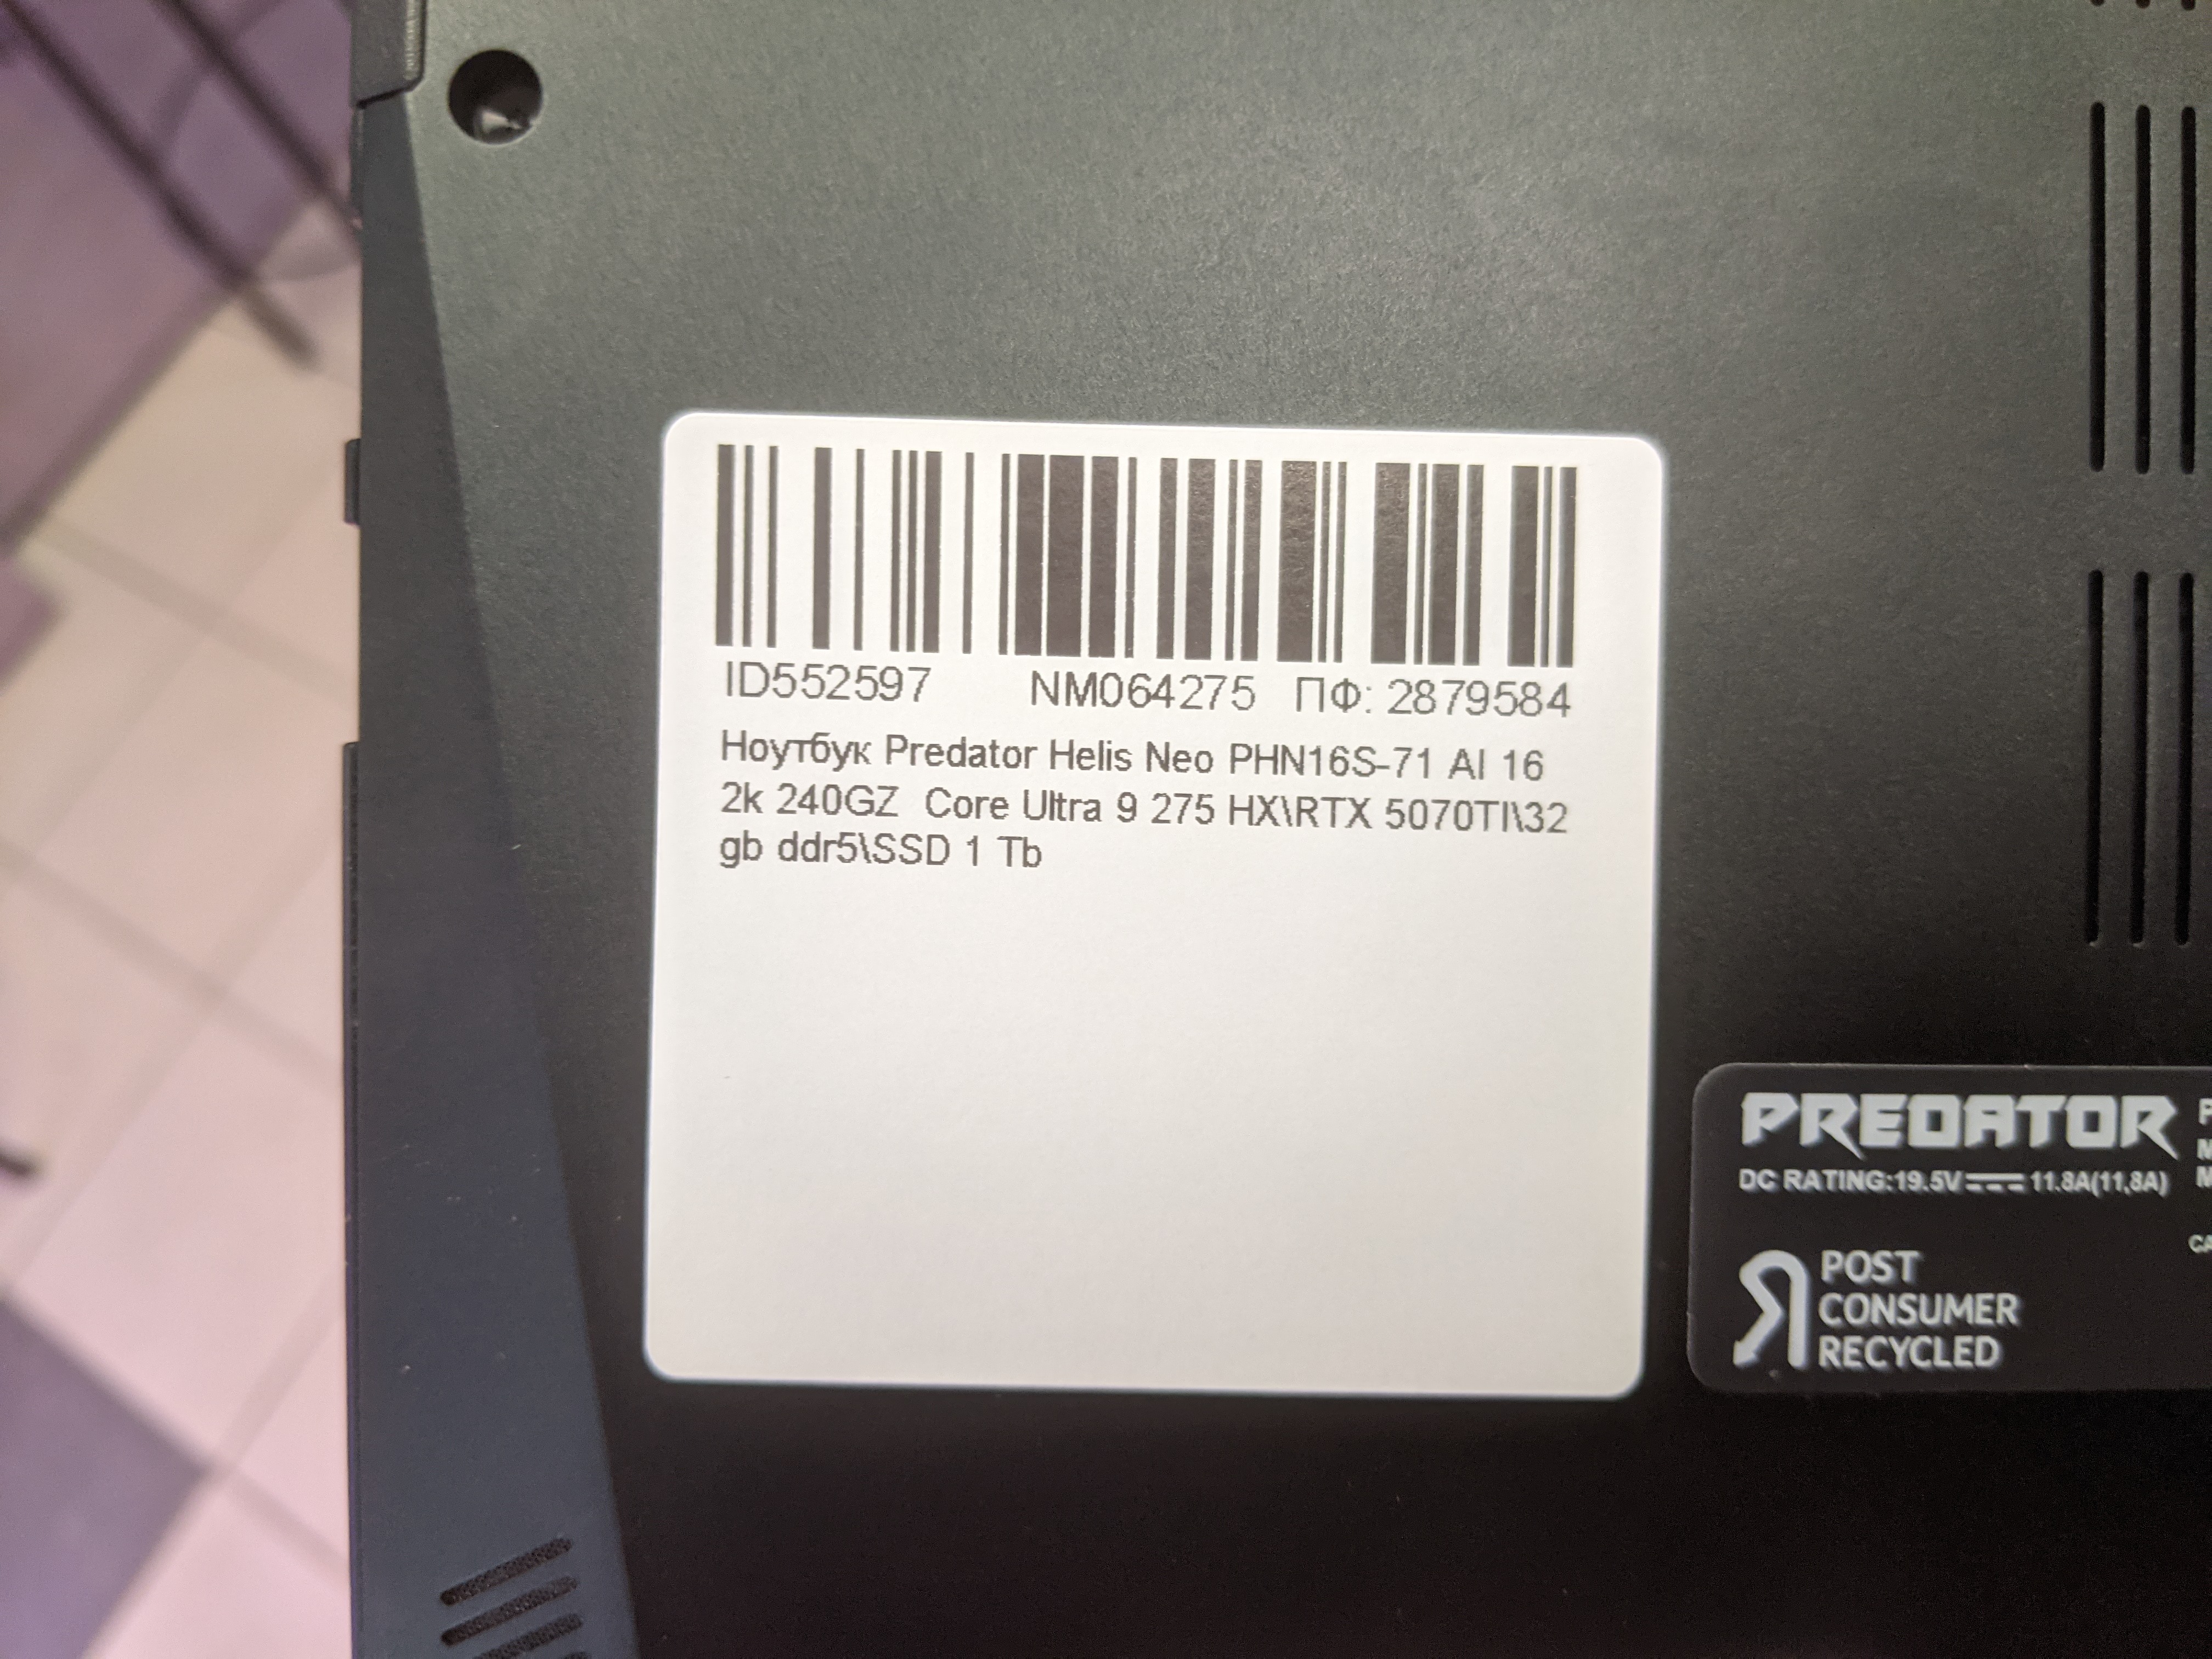 ID552597 NM064275 ПФ: 2879584
Ноутбук Predator Helis Neo PHN16S-71 AI 16
2k 240GZ Core Ultra 9 275 HX\RTX 5070TI\32
gb ddr5\SSD 1 Tb
PREDATOR
DC RATING:19.5V⎓11.8A(11,8A)
POST
CONSUMER
RECYCLED